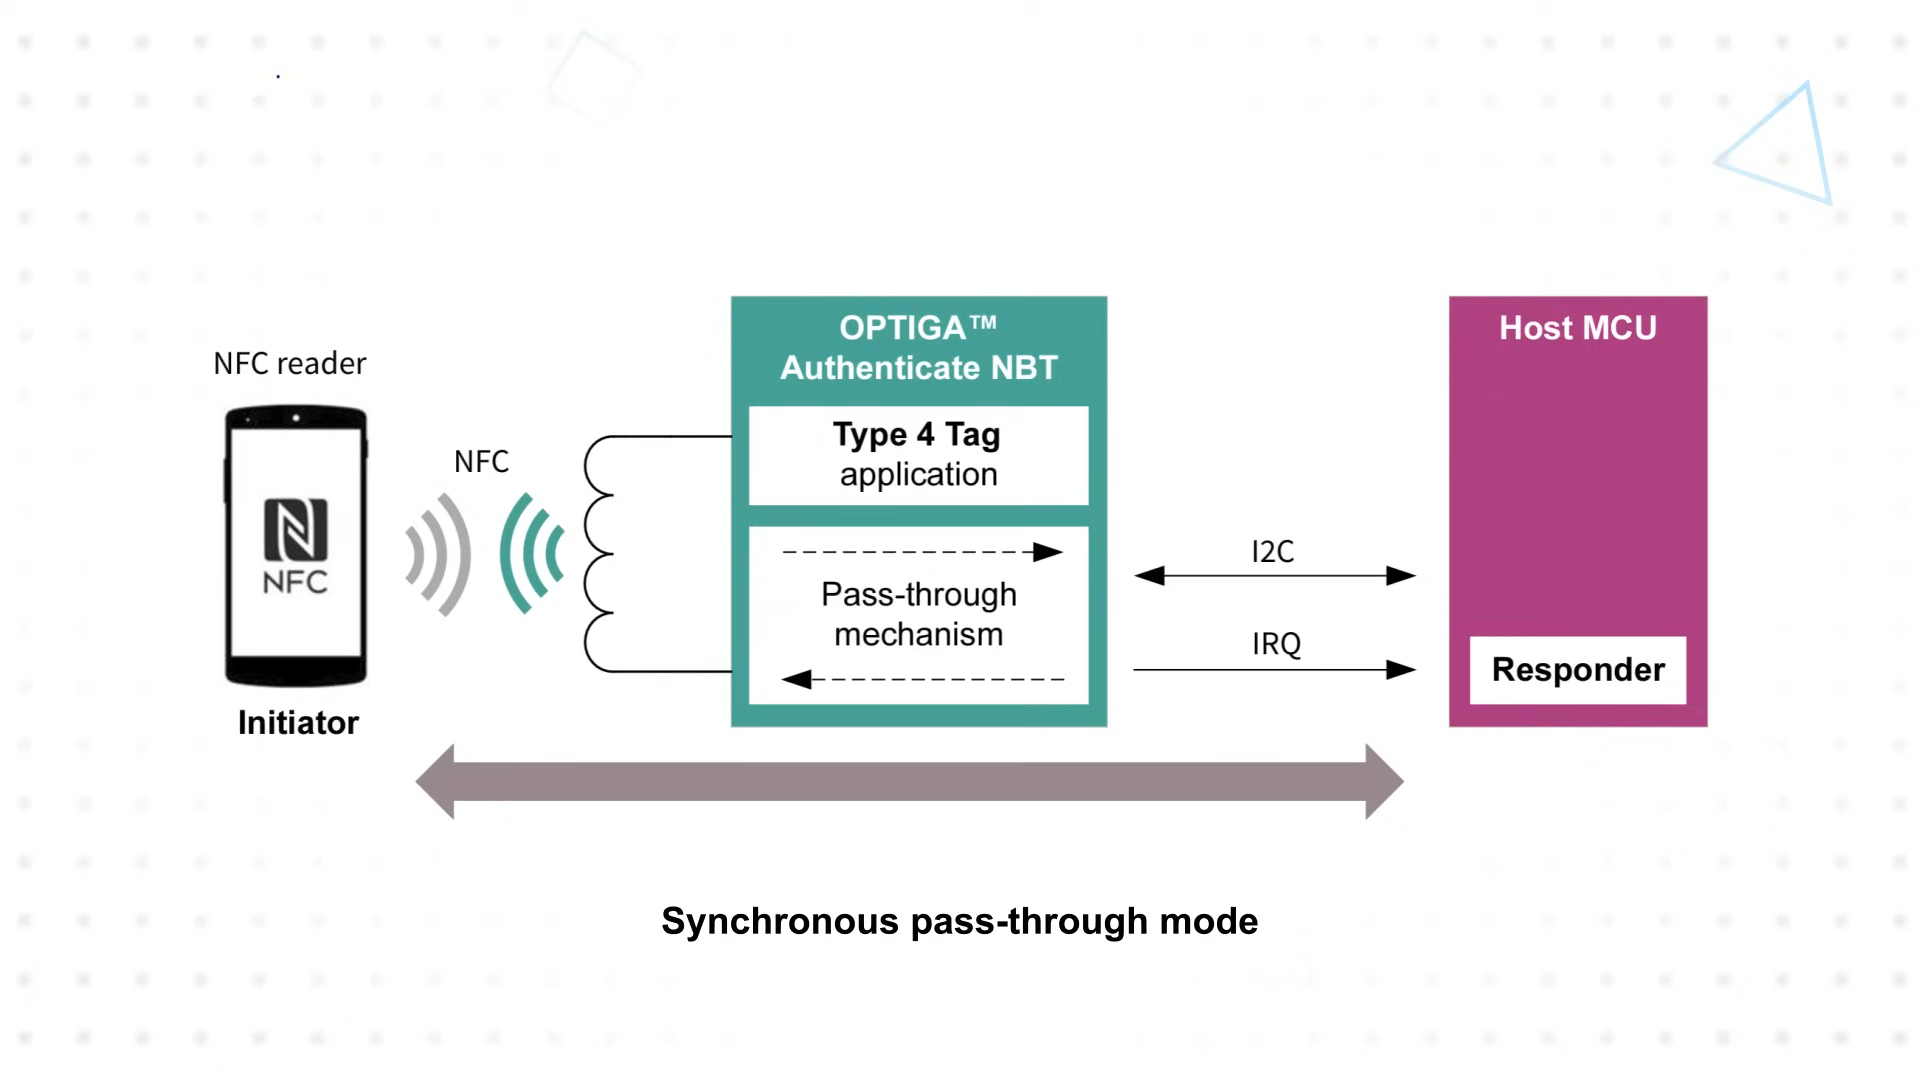 NFC reader
NFC
NFC
Initiator
OPTIGA™
Authenticate NBT
Type 4 Tag
application
Pass-through
mechanism
I2C
IRQ
Host MCU
Responder
Synchronous pass-through mode